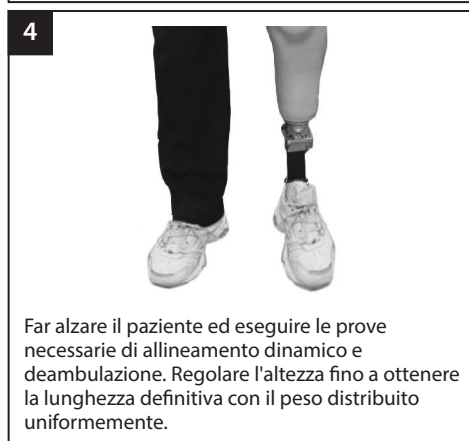 4
Far alzare il paziente ed eseguire le prove
necessarie di allineamento dinamico e
deambulazione. Regolare l'altezza fino a ottenere
la lunghezza definitiva con il peso distribuito
uniformemente.